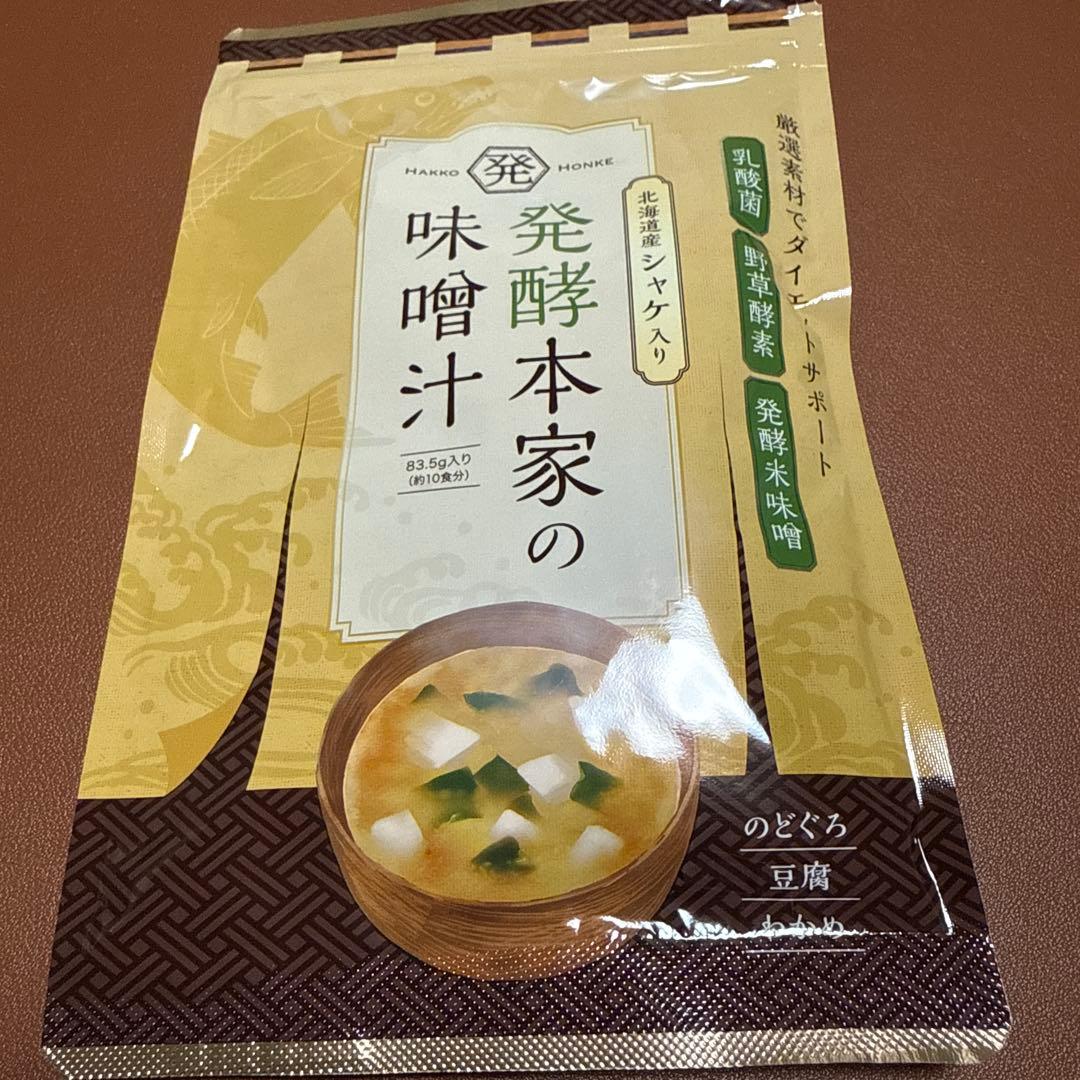 厳選素材でダイエットサポート
乳酸菌
野草酵素
発酵米味噌
北海道産シャケ入り
HAKKO 発 HONKE
発酵本家の
味噌汁
83.5g入り
(約10食分)
のどぐろ
豆腐
わかめ